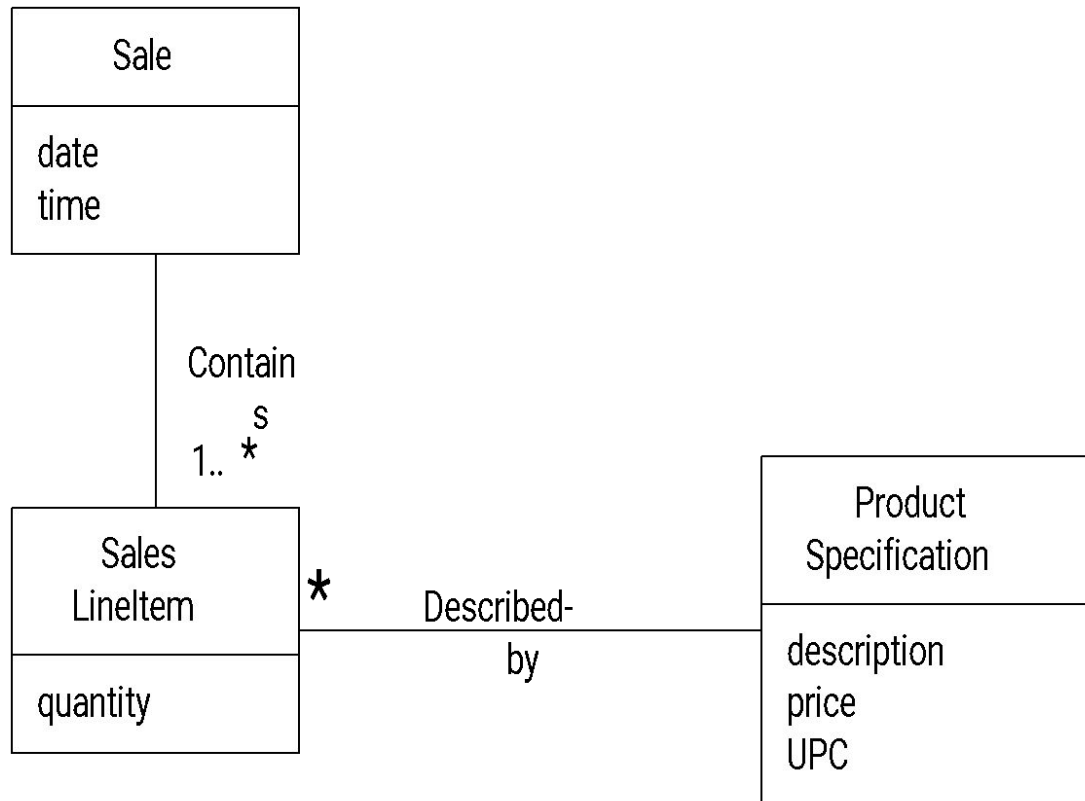 Sale
date
time
Contain
s
1.. *
Sales
LineItem
*
quantity
Described-
by
Product
Specification
description
price
UPC